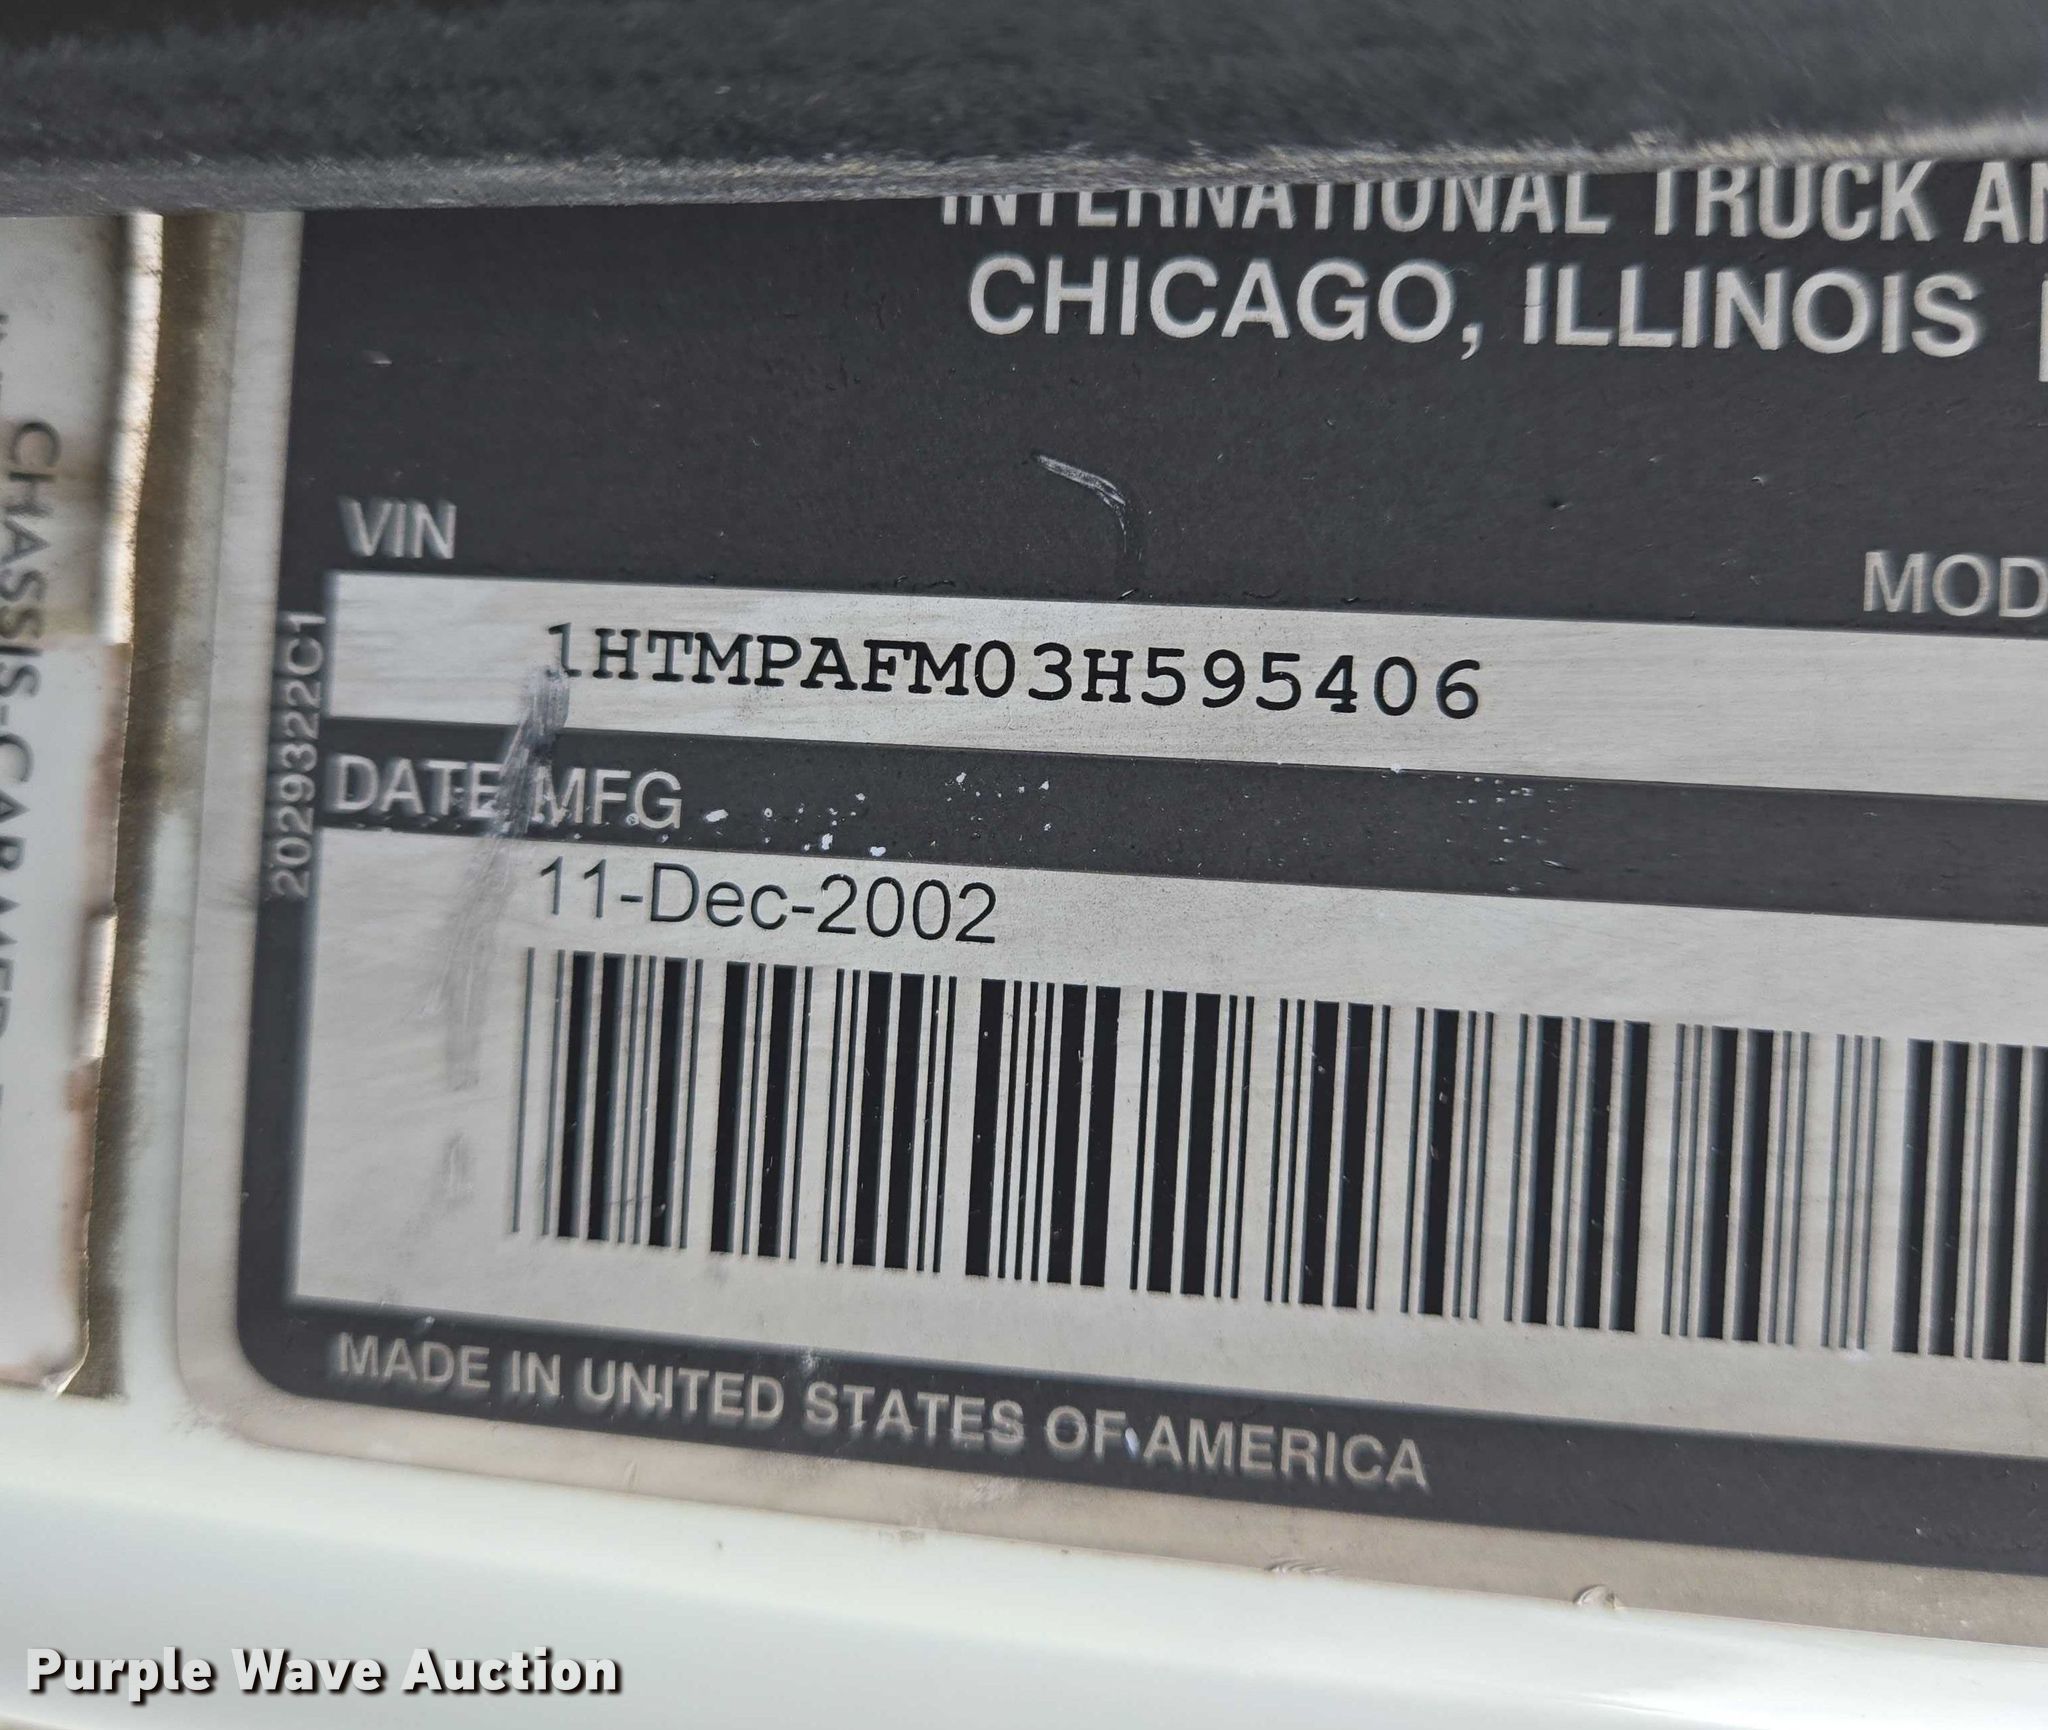 INTERNATIONAL TRUCK AN
CHICAGO, ILLINOIS
VIN
MOD
1HTMPAFM03H595406
DATE MFG.
11-Dec-2002
2029322C1
MADE IN UNITED STATES OF AMERICA
CHASSIS-CAB
Purple Wave Auction